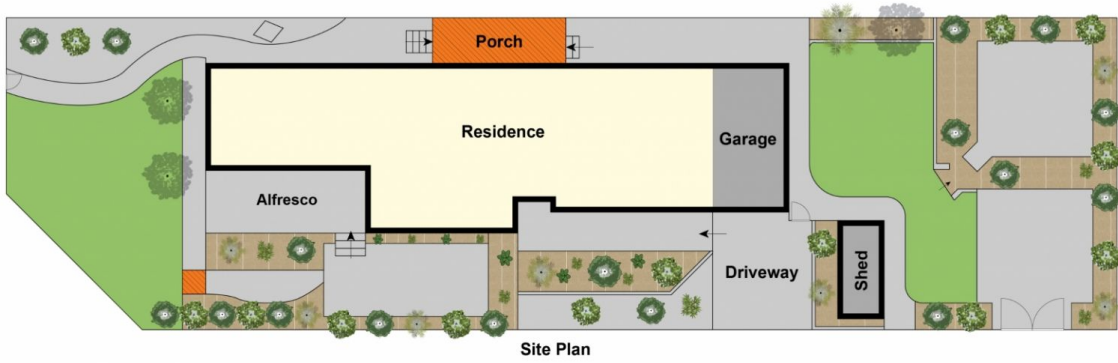 Porch
Residence
Garage
Alfresco
Driveway
Shed
Site Plan